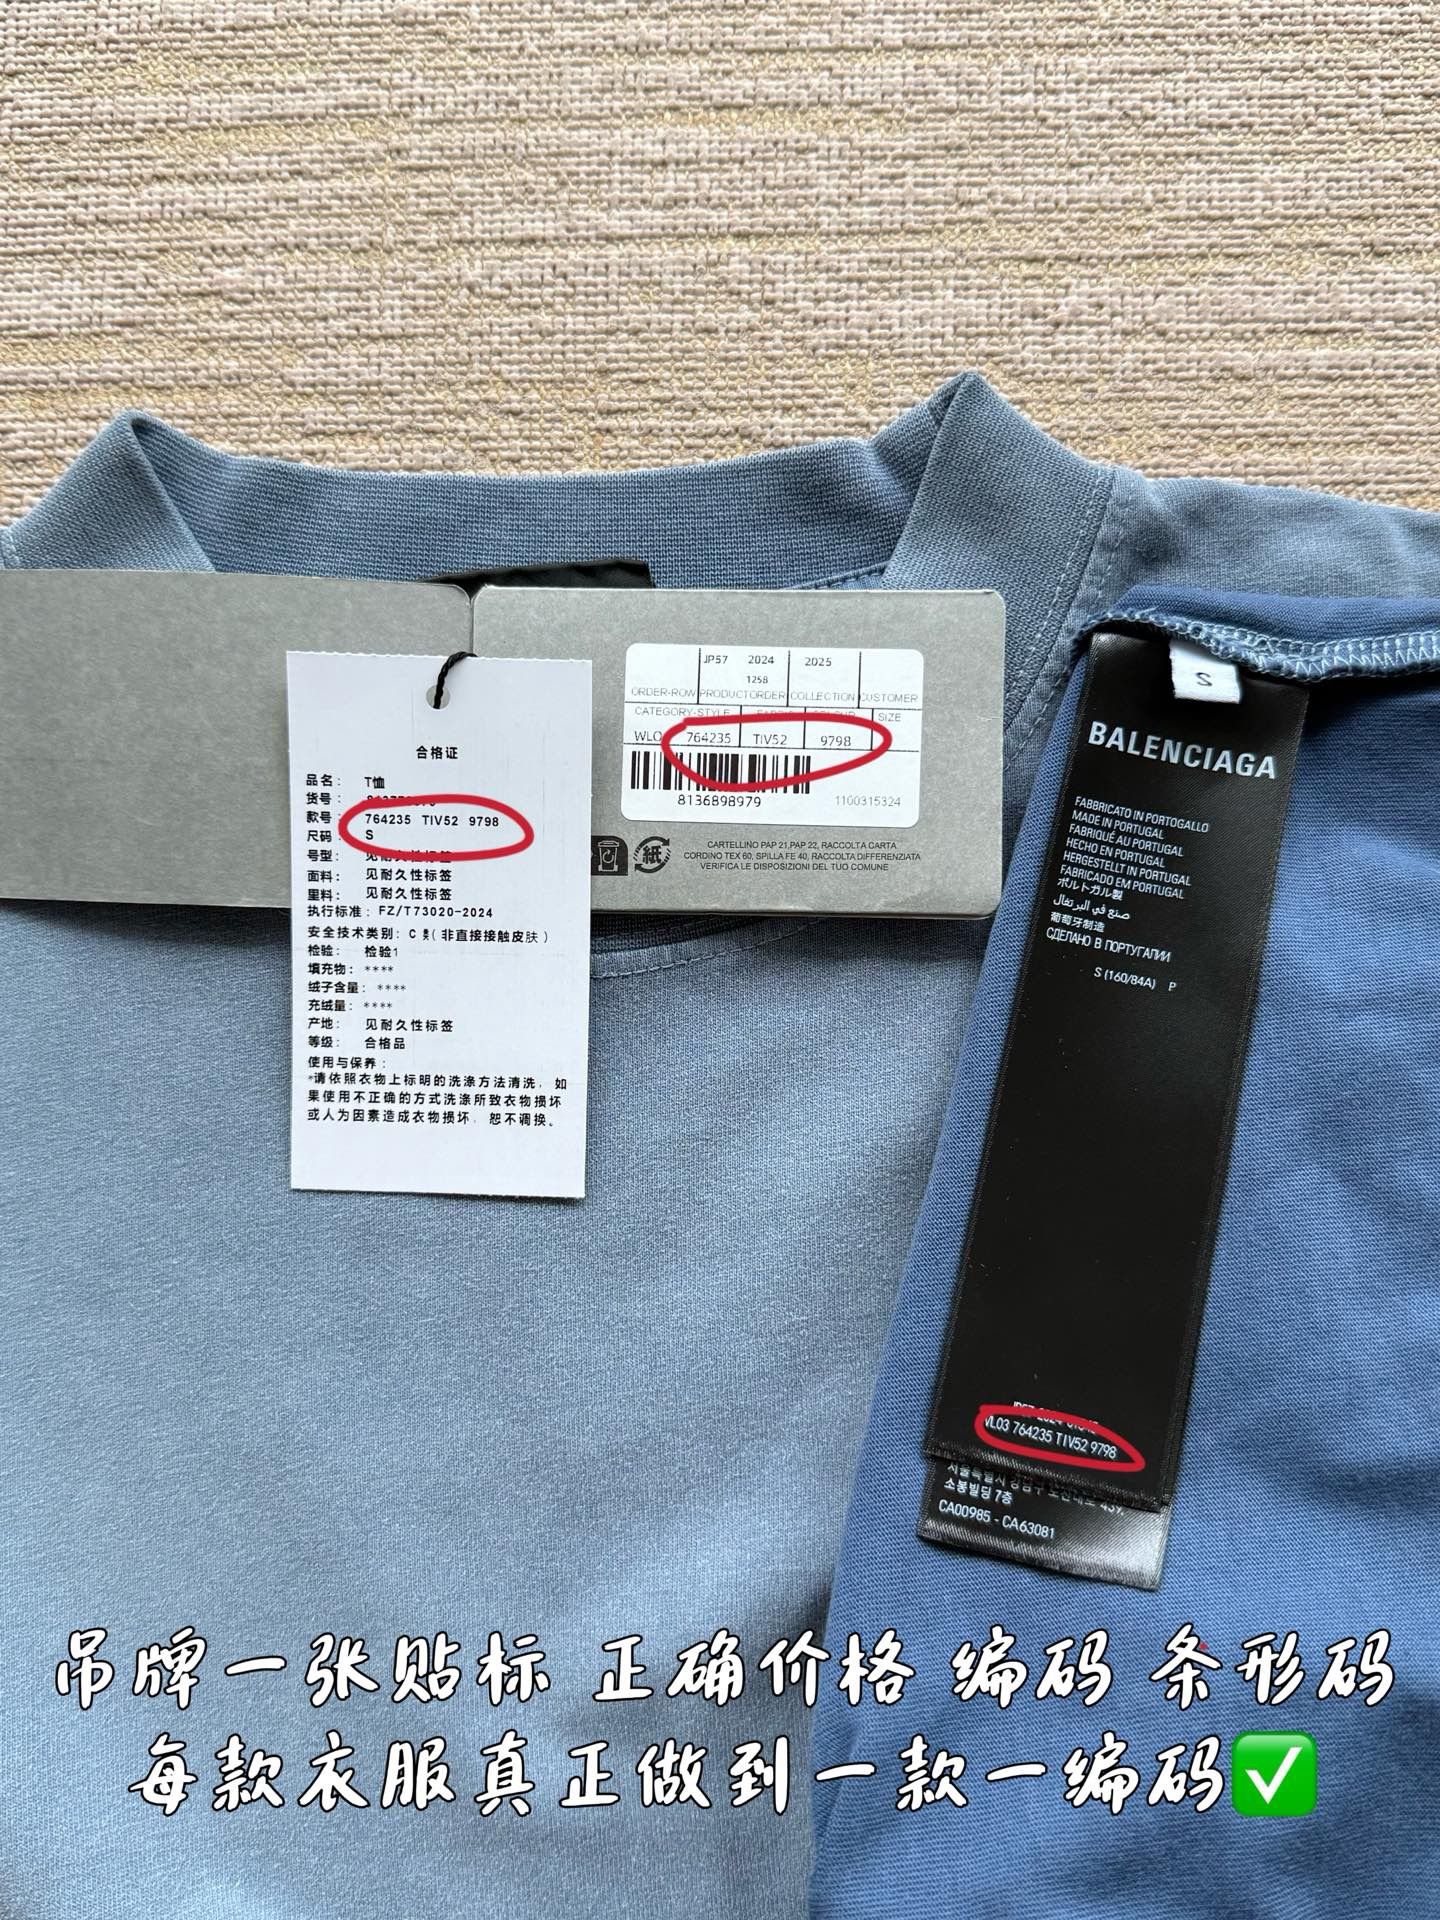 合格证
品名： T恤
货号：
款号： 764235 TIV52 9798
尺码： S
号型： 见耐久性标签
面料： 见耐久性标签
里料： 见耐久性标签
执行标准：FZ/T73020-2024
安全技术类别：C类(非直接接触皮肤)
检验： 检验1
填充物：****
绒子含量：****
充绒量：****
产地： 见耐久性标签
等级： 合格品
使用与保养：
*请依照衣物上标明的洗涤方法清洗，如
果使用不正确的方式洗涤所致衣物损坏
或人为因素造成衣物损坏，恕不调换。
JP57 2024 2025
1258
ORDER-ROW PRODUCTORDER COLLECTION CUSTOMER
CATEGORY-STYLE FABRIC COLOUR SIZE
WLO 764235 TIV52 9798
8136898979 1100315324
紙
CARTELLINO PAP 21,PAP 22, RACCOLTA CARTA
CORDINO TEX 60, SPILLA FE 40, RACCOLTA DIFFERENZIATA
VERIFICA LE DISPOSIZIONI DEL TUO COMUNE
S
BALENCIAGA
FABBRICATO IN PORTOGALLO
MADE IN PORTUGAL
FABRIQUÉ AU PORTUGAL
HECHO EN PORTUGAL
HERGESTELLT IN PORTUGAL
FABRICADO EM PORTUGAL
ポルトガル製
صنع في البرتغال
葡萄牙制造
СДЕЛАНО В ПОРТУГАЛИИ
S (160/84A) P
VL03 764235 TIV52 9798
서울특별시 강남구
소봉빌딩 7층
CA00985 - CA63081
吊牌一张贴标 正确价格 编码 条形码
每款衣服真正做到一款一编码✅